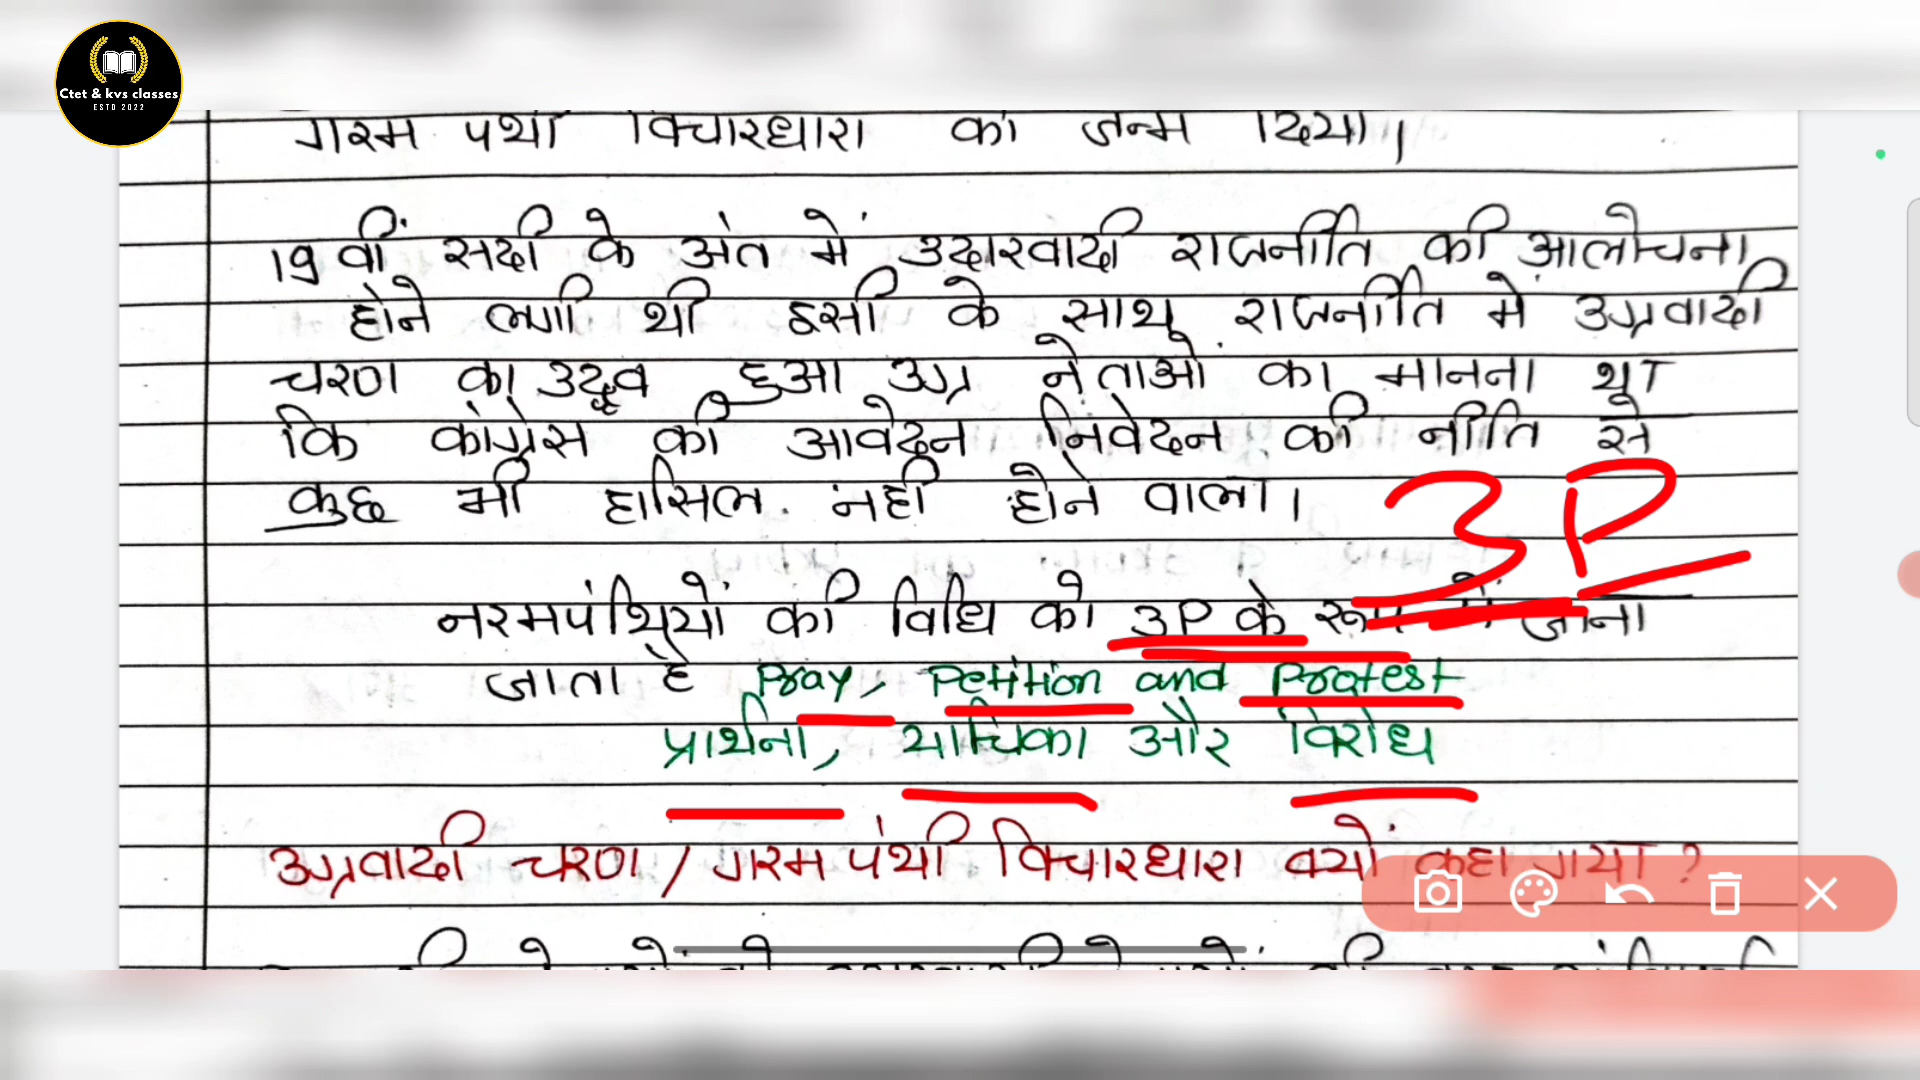 Ctet & kvs classes
ESTD 2022
गरम पंथी विचारधारा को जन्म दिया।
19वीं सदी के अंत में उदारवादी राजनीति की आलोचना
होने लगी थी इसी के साथ राजनीति मे उग्रवादी
चरण का उद्भव हुआ उग्र नेताओं का मानना था
कि कांग्रेस की आवेदन निवेदन की नीति से
कुछ भी हासिल नही होने वाला।
3P
नरमपंथियों की विधि को 3P के रूप में जाना
जाता है Pray, Petition and Protest
प्रार्थना, याचिका और विरोध
उग्रवादी चरण / गरम पंथी विचारधारा क्यों कहा गया ?